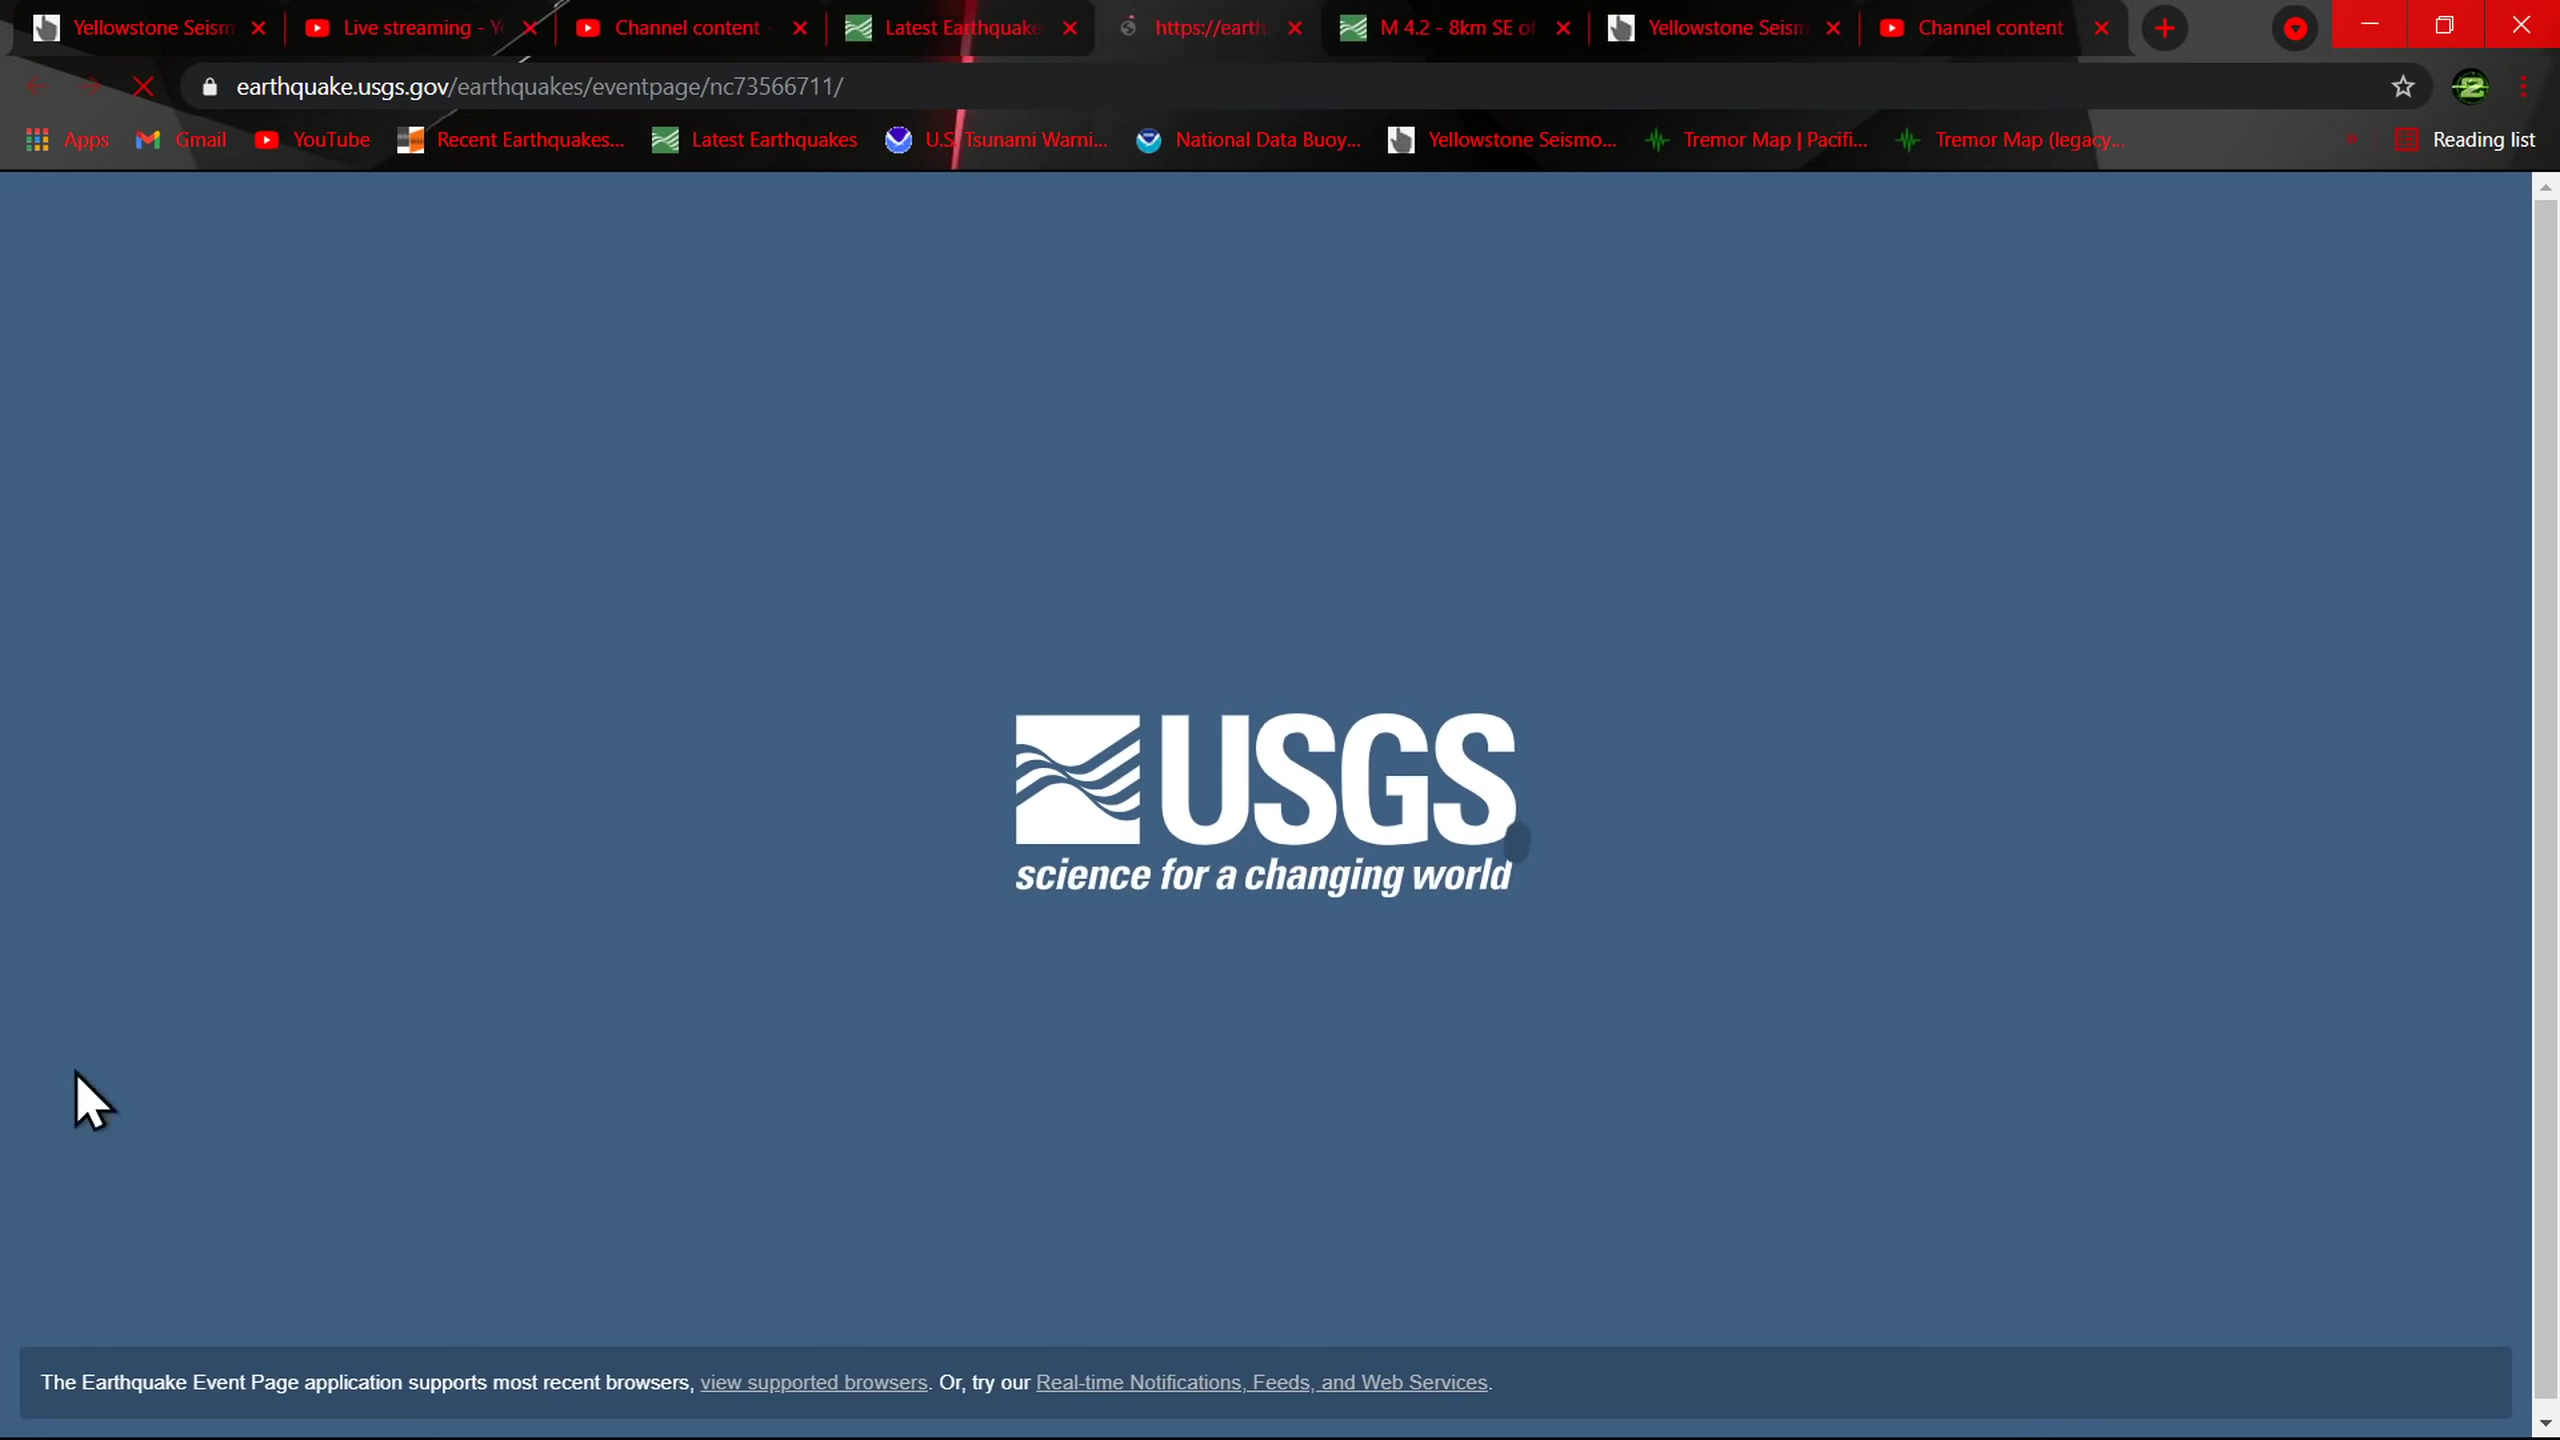 Yellowstone Seism
Live streaming - Y
Channel content -
Latest Earthquake
https://earth
M 4.2 - 8km SE of
Yellowstone Seism
Channel content
earthquake.usgs.gov/earthquakes/eventpage/nc73566711/
Apps
Gmail
YouTube
Recent Earthquakes...
Latest Earthquakes
U.S. Tsunami Warni...
National Data Buoy...
Yellowstone Seismo...
Tremor Map | Pacifi...
Tremor Map (legacy...
Reading list
USGS
science for a changing world
The Earthquake Event Page application supports most recent browsers, view supported browsers. Or, try our Real-time Notifications, Feeds, and Web Services.